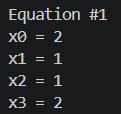 Equation #1
x0 = 2
x1 = 1
x2 = 1
x3 = 2